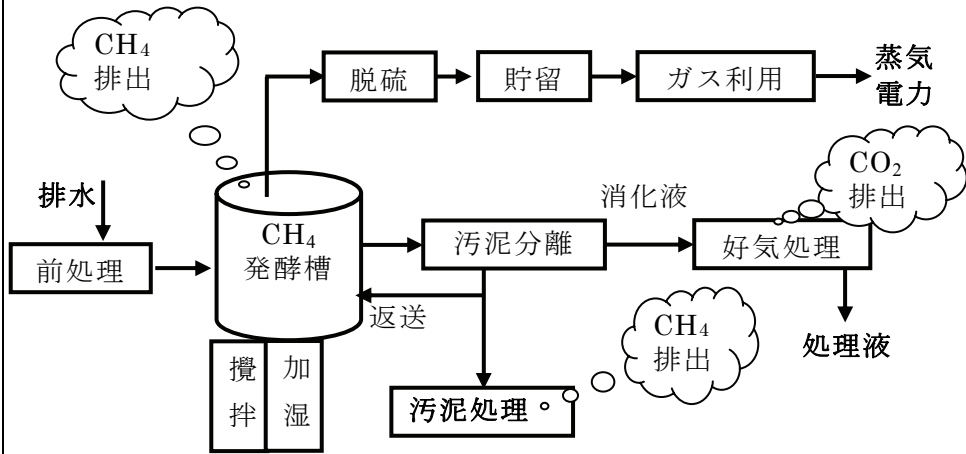 CH4
排出
脱硫
貯留
ガス利用
蒸気
電力
CO2
排出
排水
前処理
CH4
発酵槽
汚泥分離
消化液
好気処理
返送
CH4
排出
処理液
攪拌
加湿
汚泥処理